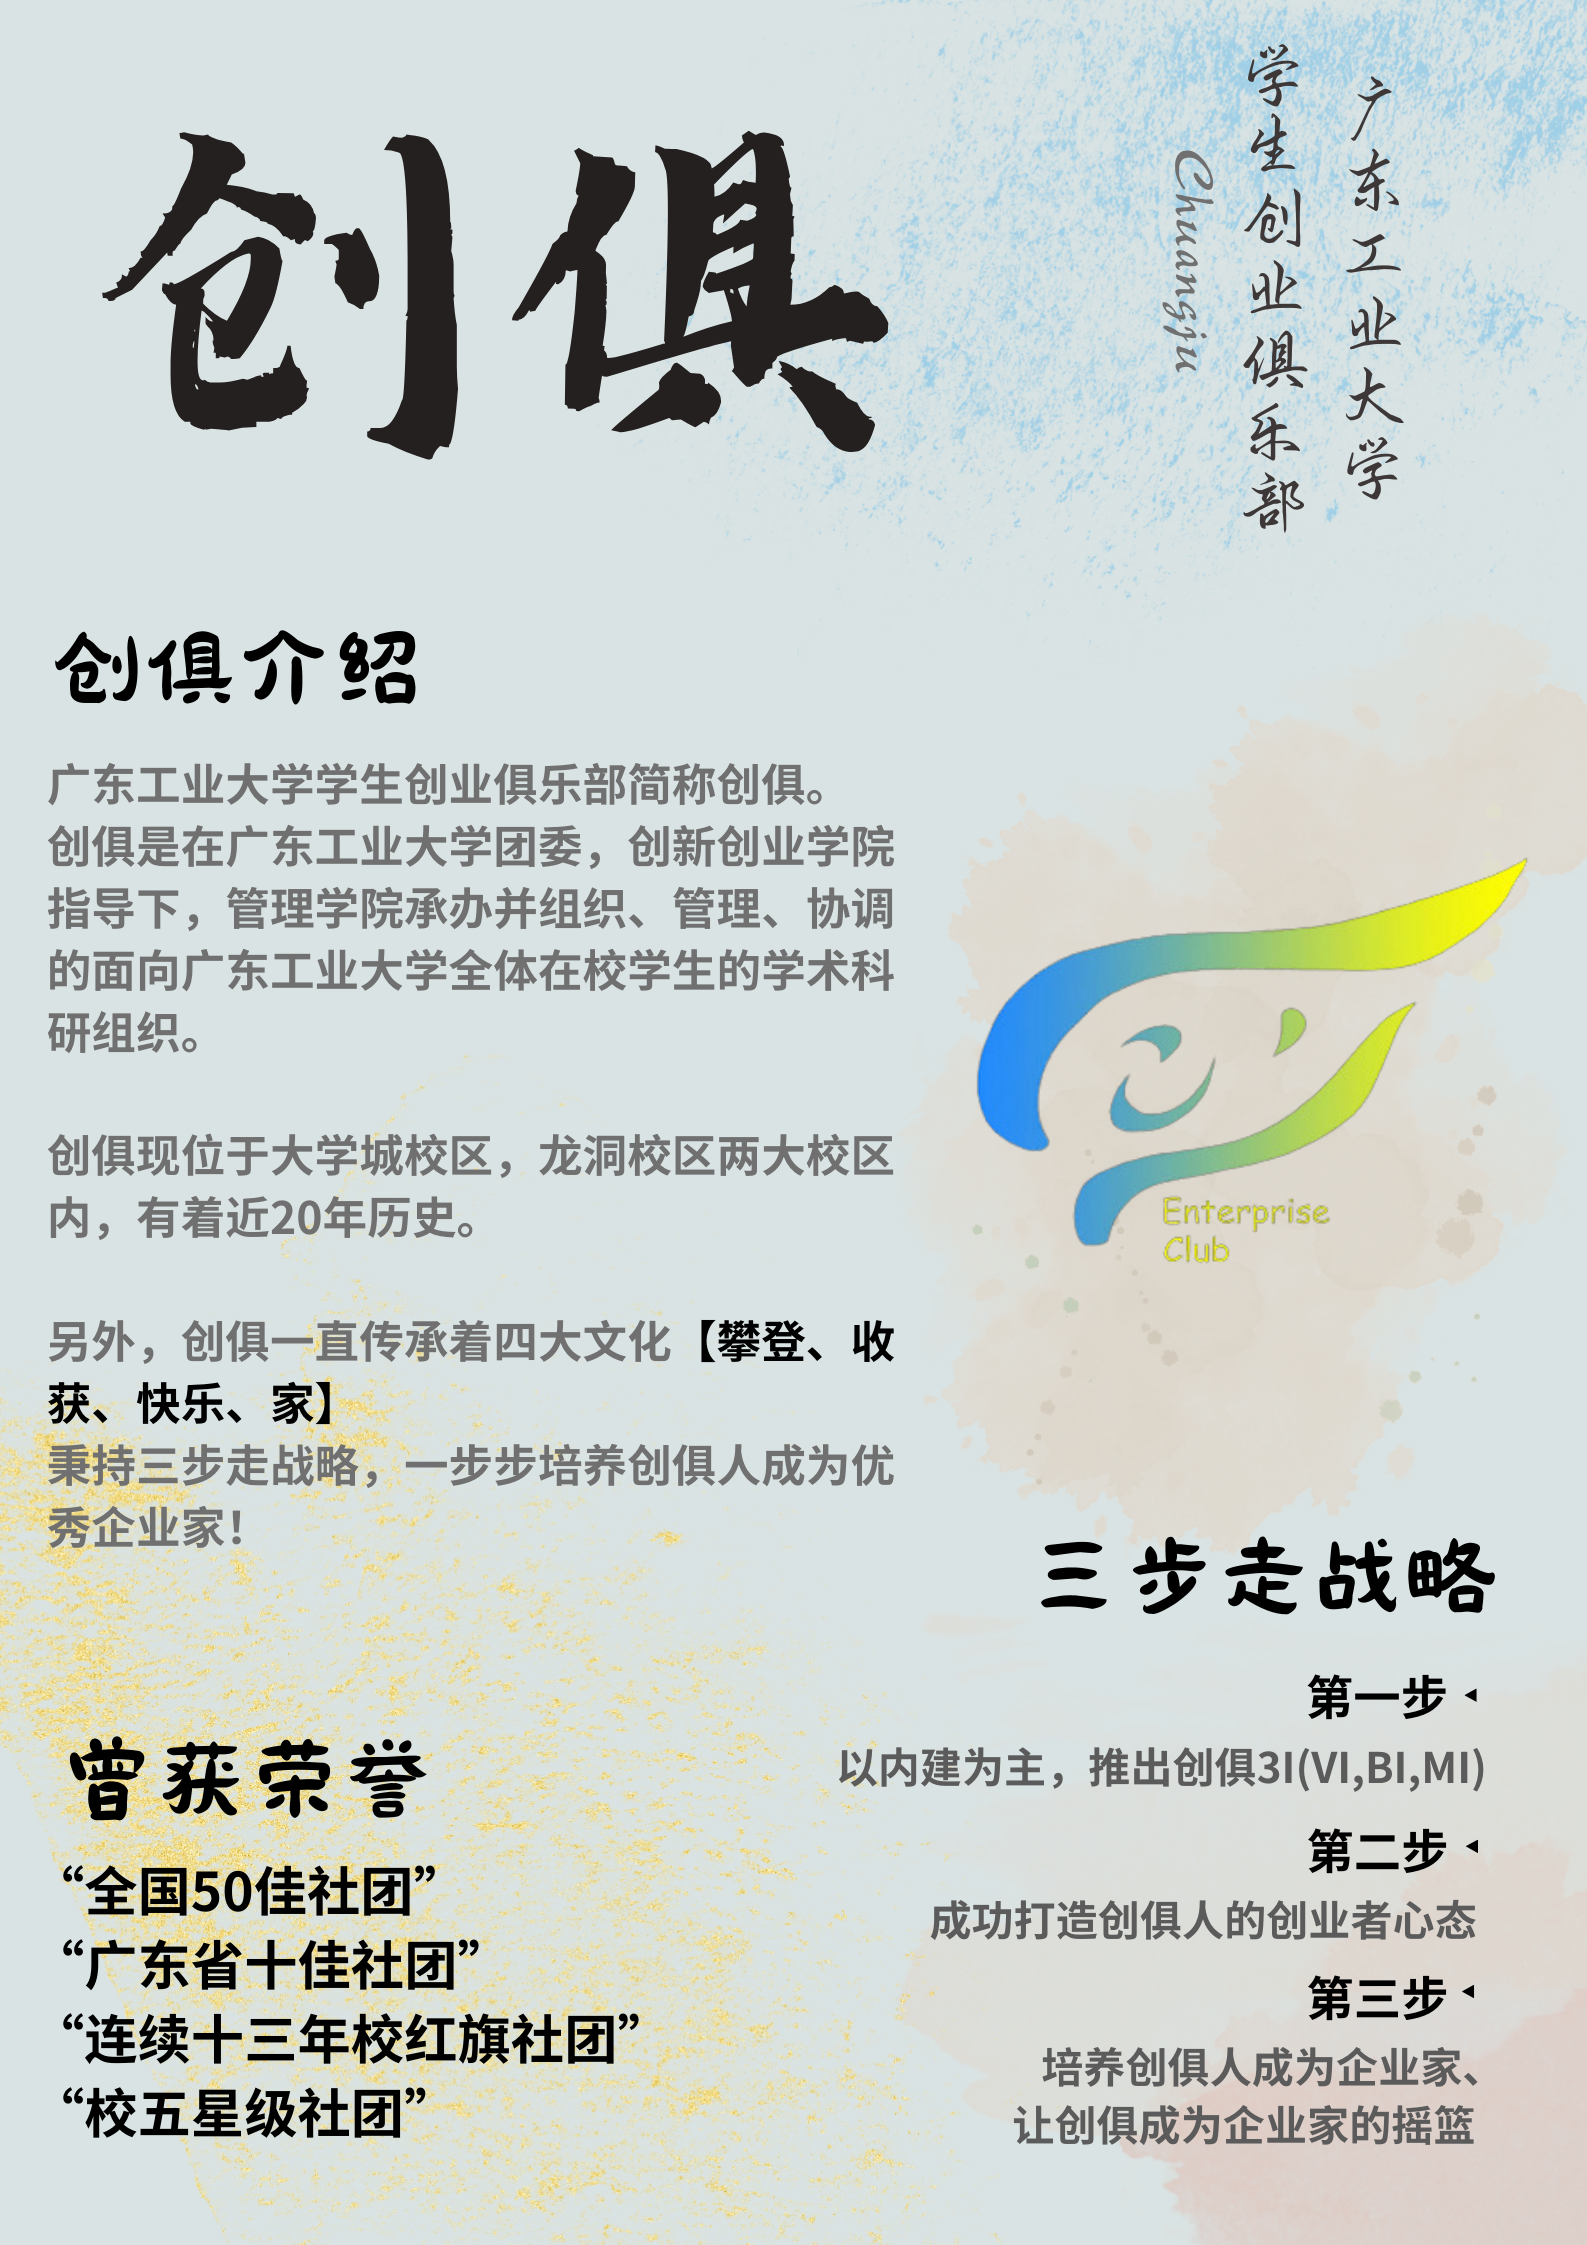 创俱
广东工业大学
学生创业俱乐部
Chuangju
创俱介绍
广东工业大学学生创业俱乐部简称创俱。
创俱是在广东工业大学团委，创新创业学院
指导下，管理学院承办并组织、管理、协调
的面向广东工业大学全体在校学生的学术科
研组织。
创俱现位于大学城校区，龙洞校区两大校区
内，有着近20年历史。
另外，创俱一直传承着四大文化【攀登、收
获、快乐、家】
秉持三步走战略，一步步培养创俱人成为优
秀企业家！
Enterprise
Club
三步走战略
第一步
以内建为主，推出创俱3I(VI,BI,MI)
第二步
成功打造创俱人的创业者心态
第三步
培养创俱人成为企业家、
让创俱成为企业家的摇篮
曾获荣誉
“全国50佳社团”
“广东省十佳社团”
“连续十三年校红旗社团”
“校五星级社团”